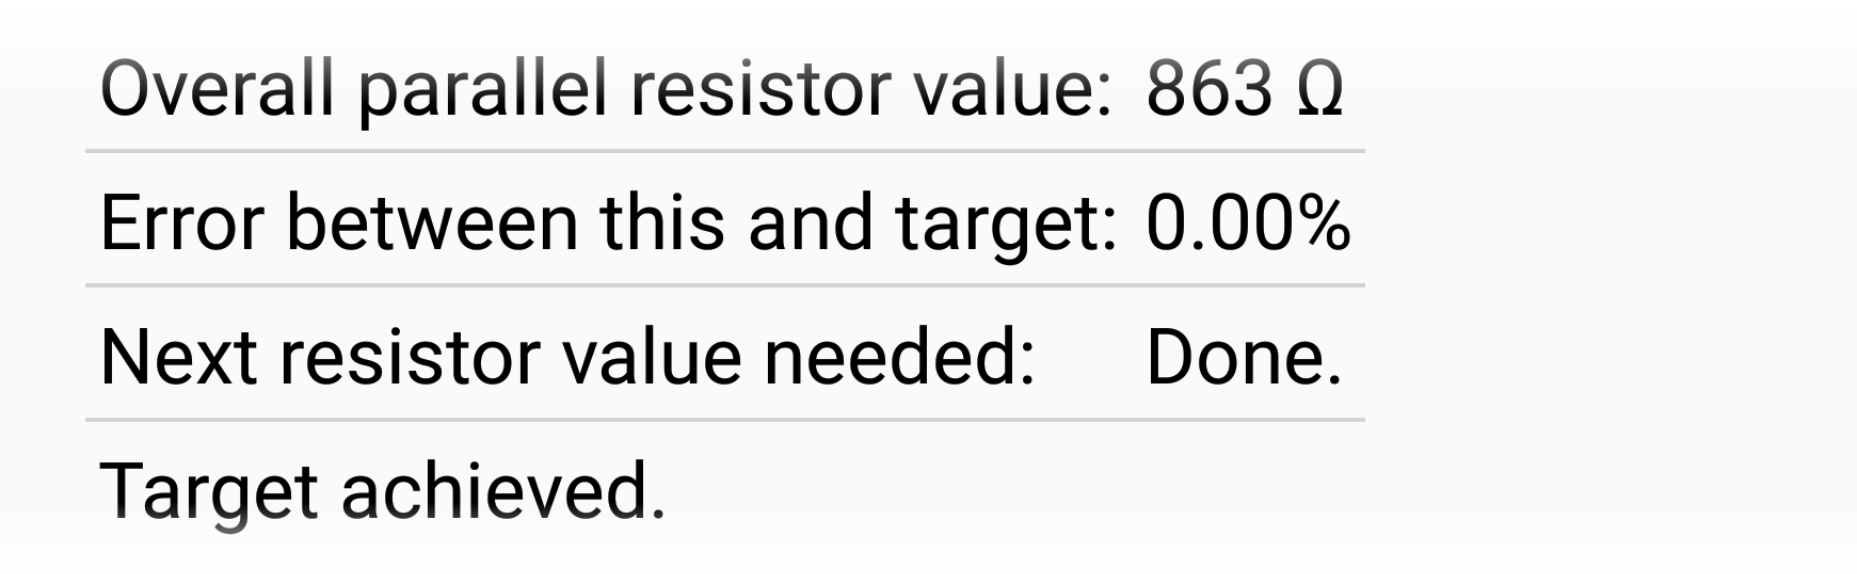 Overall parallel resistor value: 863 Ω
Error between this and target: 0.00%
Next resistor value needed: Done.
Target achieved.